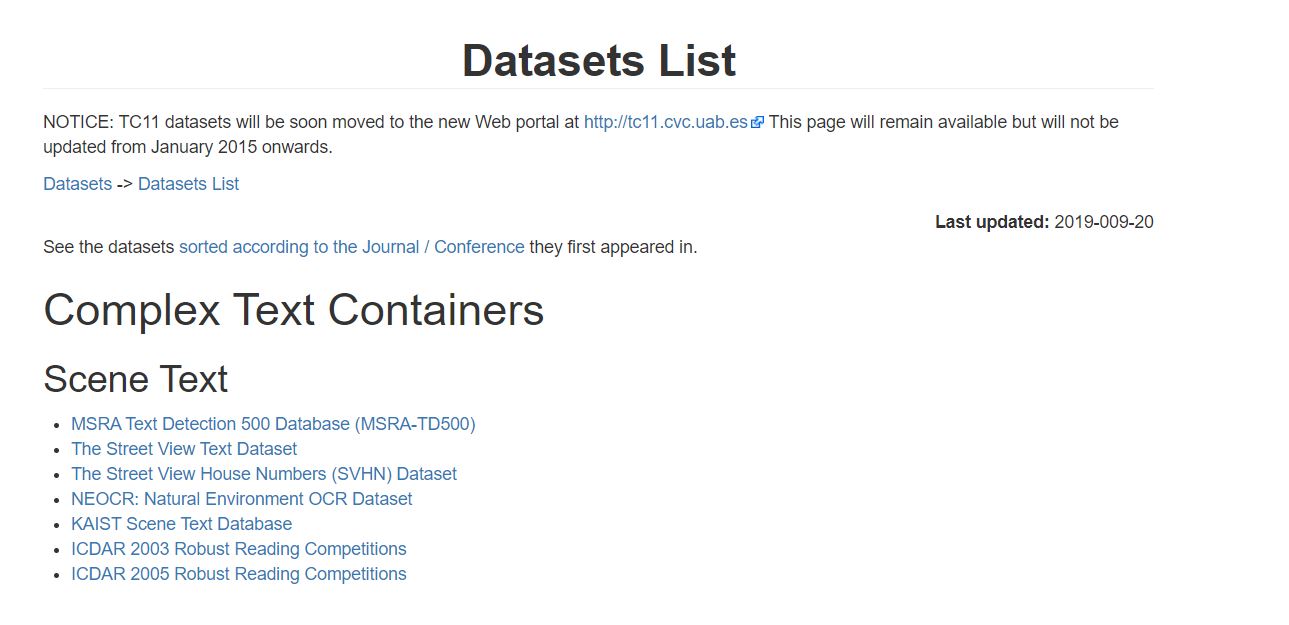 Datasets List
NOTICE: TC11 datasets will be soon moved to the new Web portal at http://tc11.cvc.uab.es This page will remain available but will not be
updated from January 2015 onwards.
Datasets -> Datasets List
Last updated: 2019-009-20
See the datasets sorted according to the Journal / Conference they first appeared in.
Complex Text Containers
Scene Text
• MSRA Text Detection 500 Database (MSRA-TD500)
• The Street View Text Dataset
• The Street View House Numbers (SVHN) Dataset
• NEOCR: Natural Environment OCR Dataset
• KAIST Scene Text Database
• ICDAR 2003 Robust Reading Competitions
• ICDAR 2005 Robust Reading Competitions